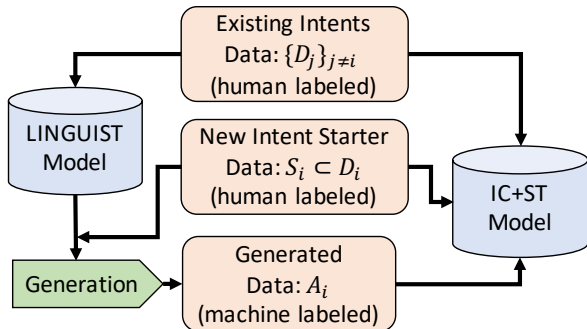 Existing Intents
Data: {D_j}_{j≠i}
(human labeled)
LINGUIST
Model
New Intent Starter
Data: S_i ⊂ D_i
(human labeled)
IC+ST
Model
Generation
Generated
Data: A_i
(machine labeled)